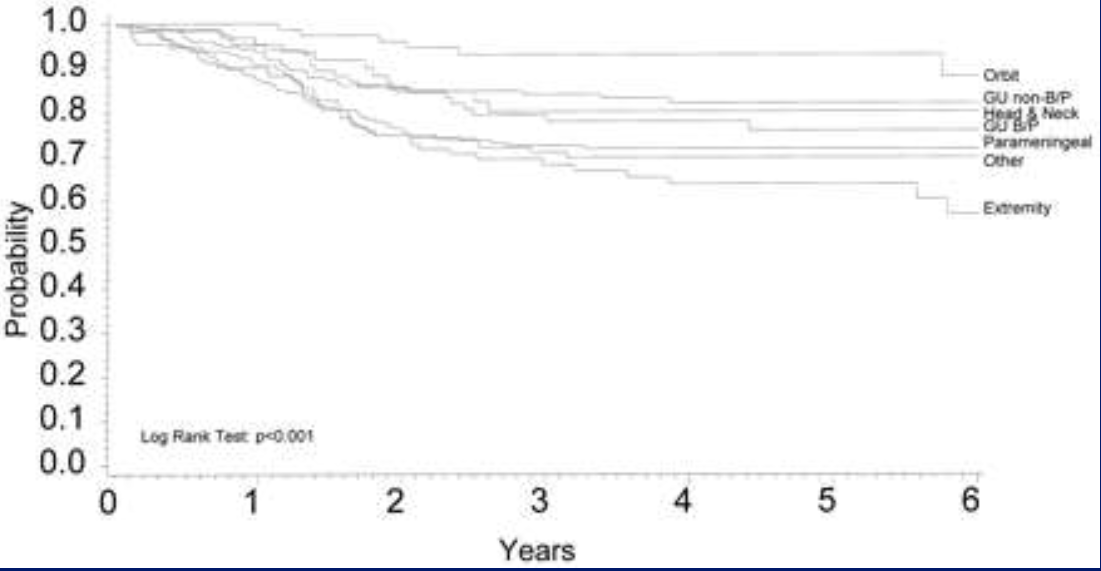 1.0
0.9
0.8
0.7
0.6
0.5
0.4
0.3
0.2
0.1
0.0
Probability
Orbit
GU non-B/P
Head & Neck
GU B/P
Parameningeal
Other
Extremity
Log Rank Test: p<0.001
0 1 2 3 4 5 6
Years